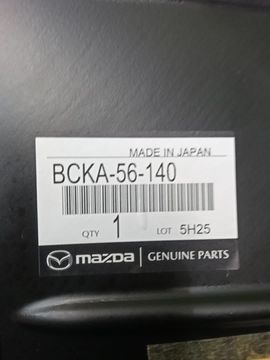 MADE IN JAPAN
BCKA-56-140
QTY 1 LOT 5H25
mazda GENUINE PARTS